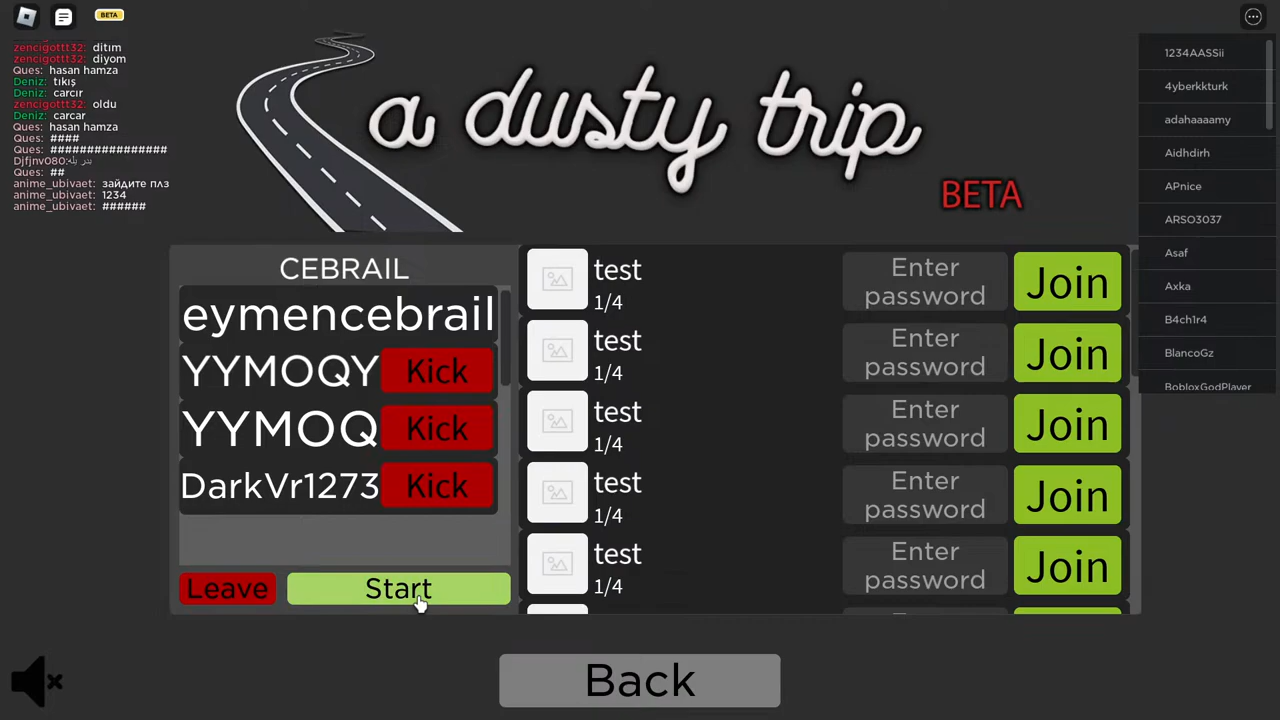 BETA
zencigottt32: ditım
zencigottt32: diyom
Ques: hasan hamza
Deniz: tıkış
Deniz: carcır
zencigottt32: oldu
Deniz: carcar
Ques: hasan hamza
Ques: ####
Ques: ################
Djfjnv080:
Ques: ##
anime_ubivaet: зайдите плз
anime_ubivaet: 1234
anime_ubivaet: ######
a dusty trip
BETA
1234AASSii
4yberkkturk
adahaaaamy
Aidhdirh
APnice
ARSO3037
Asaf
Axka
B4ch1r4
BlancoGz
BobloxGodPlayer
CEBRAIL
eymencebrail
YYMOQY Kick
YYMOQ Kick
DarkVr1273 Kick
Leave Start
test
1/4
Enter
password
Join
test
1/4
Enter
password
Join
test
1/4
Enter
password
Join
test
1/4
Enter
password
Join
test
1/4
Enter
password
Join
Back